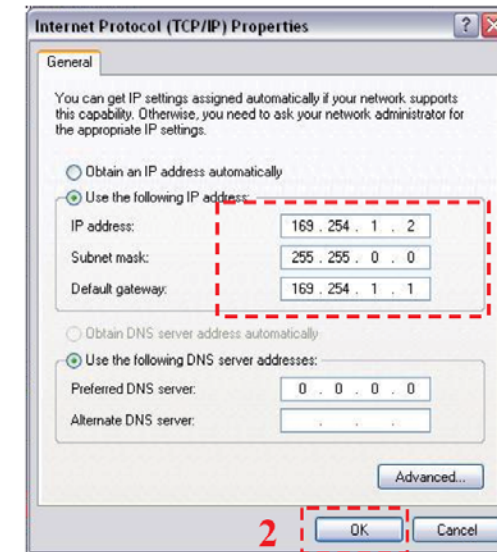 Internet Protocol (TCP/IP) Properties
General
You can get IP settings assigned automatically if your network supports
this capability. Otherwise, you need to ask your network administrator for
the appropriate IP settings.
Obtain an IP address automatically
Use the following IP address:
IP address: 169 . 254 . 1 . 2
Subnet mask: 255 . 255 . 0 . 0
Default gateway: 169 . 254 . 1 . 1
Obtain DNS server address automatically
Use the following DNS server addresses:
Preferred DNS server: 0 . 0 . 0 . 0
Alternate DNS server: . . .
Advanced...
2 OK Cancel